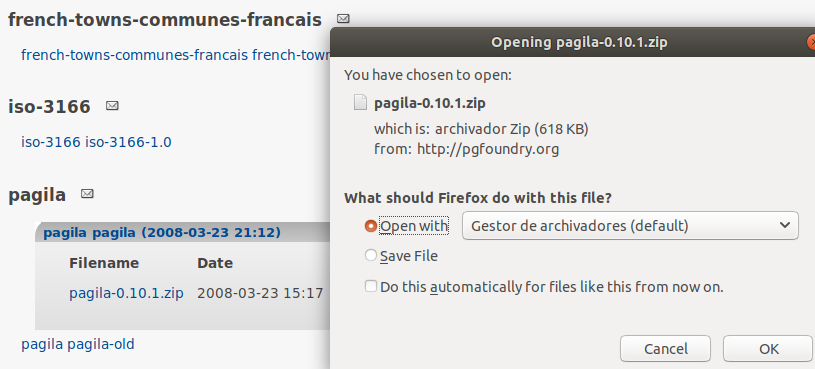 french-towns-communes-francais
french-towns-communes-francais french-town
iso-3166
iso-3166 iso-3166-1.0
pagila
pagila pagila (2008-03-23 21:12)
Filename Date
pagila-0.10.1.zip 2008-03-23 15:17
pagila pagila-old
Opening pagila-0.10.1.zip
You have chosen to open:
pagila-0.10.1.zip
which is: archivador Zip (618 KB)
from: http://pgfoundry.org
What should Firefox do with this file?
Open with Gestor de archivadores (default)
Save File
Do this automatically for files like this from now on.
Cancel OK